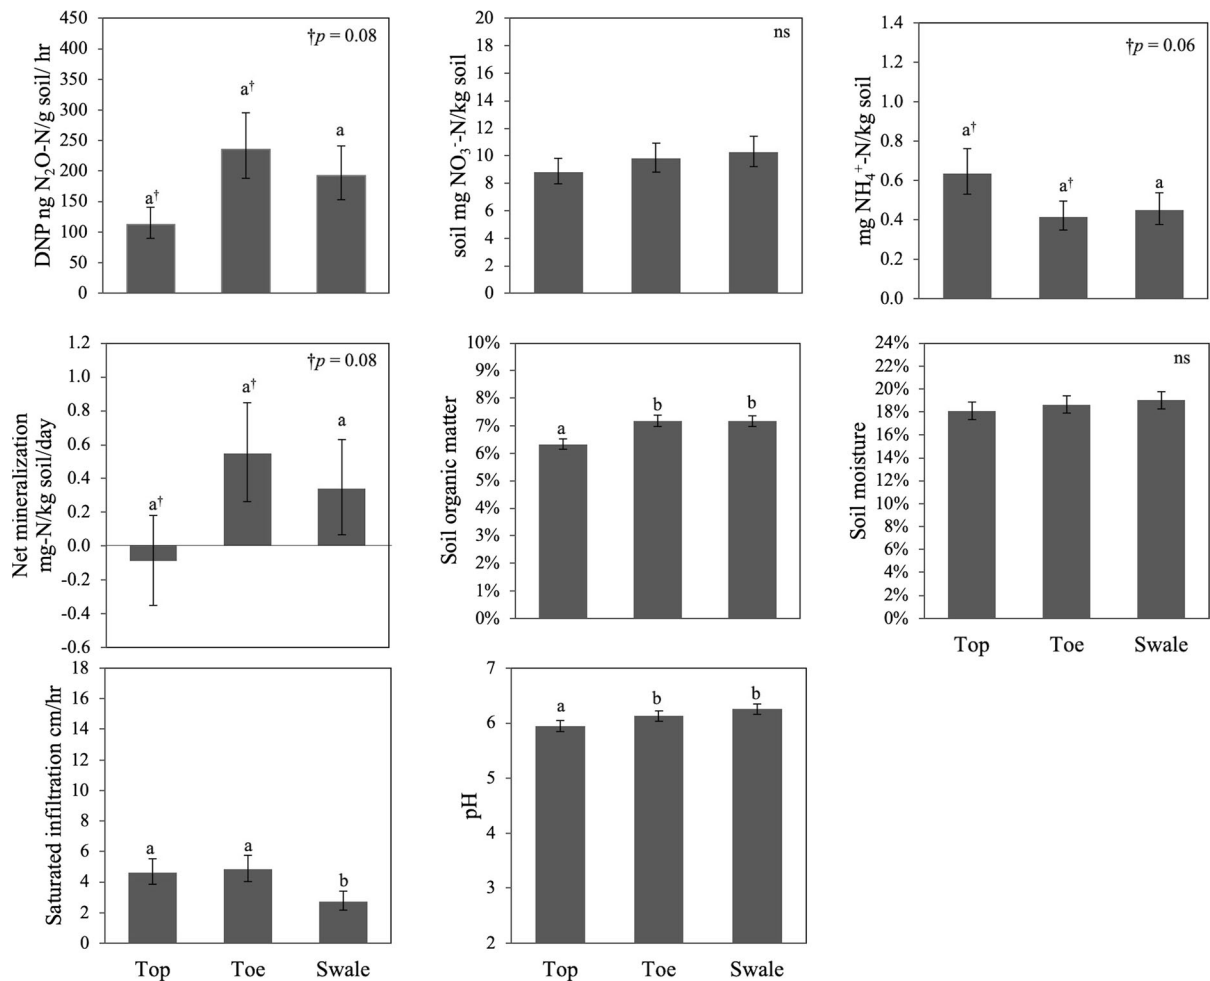 DNP ng N₂O-N/g soil/ hr
450
400
350
300
250
200
150
100
50
0
†p = 0.08
a†
a†
a
soil mg NO₃⁻-N/kg soil
20
18
16
14
12
10
8
6
4
2
0
ns
mg NH₄⁺-N/kg soil
1.4
1.2
1.0
0.8
0.6
0.4
0.2
0.0
†p = 0.06
a†
a†
a
Net mineralization
mg-N/kg soil/day
1.2
1.0
0.8
0.6
0.4
0.2
0.0
-0.2
-0.4
-0.6
†p = 0.08
a†
a†
a
Soil organic matter
10%
9%
8%
7%
6%
5%
4%
3%
2%
1%
0%
a
b
b
Soil moisture
24%
22%
20%
18%
16%
14%
12%
10%
8%
6%
4%
2%
0%
ns
Top Toe Swale
Saturated infiltration cm/hr
18
16
14
12
10
8
6
4
2
0
a
a
b
Top Toe Swale
pH
7
6
5
4
3
2
a
b
b
Top Toe Swale